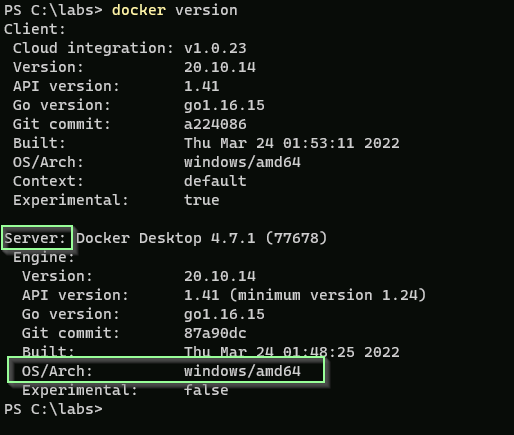 PS C:\labs> docker version
Client:
 Cloud integration: v1.0.23
 Version:           20.10.14
 API version:       1.41
 Go version:        go1.16.15
 Git commit:        a224086
 Built:             Thu Mar 24 01:53:11 2022
 OS/Arch:           windows/amd64
 Context:           default
 Experimental:      true

Server: Docker Desktop 4.7.1 (77678)
 Engine:
  Version:          20.10.14
  API version:      1.41 (minimum version 1.24)
  Go version:       go1.16.15
  Git commit:       87a90dc
  Built:            Thu Mar 24 01:48:25 2022
  OS/Arch:          windows/amd64
  Experimental:     false
PS C:\labs>